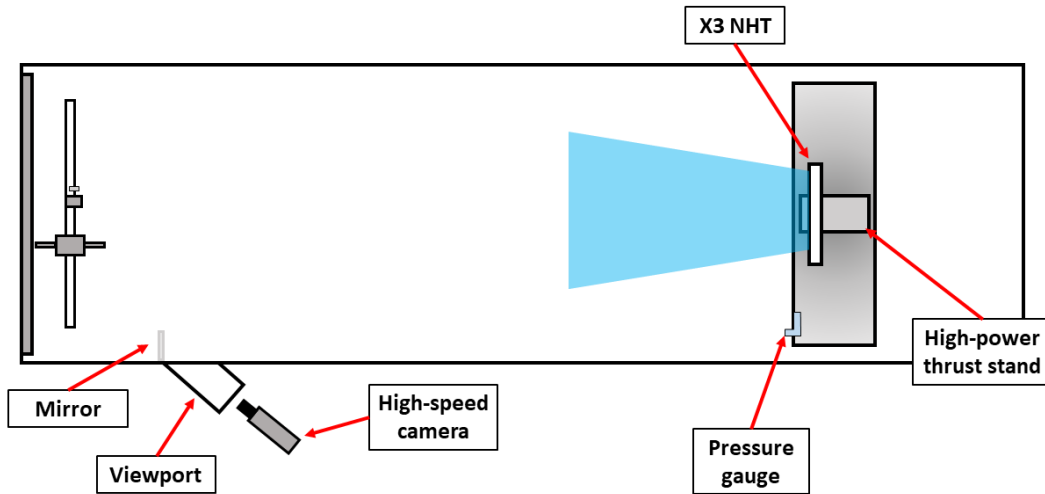 X3 NHT
High-power
thrust stand
Mirror
High-speed
camera
Viewport
Pressure
gauge